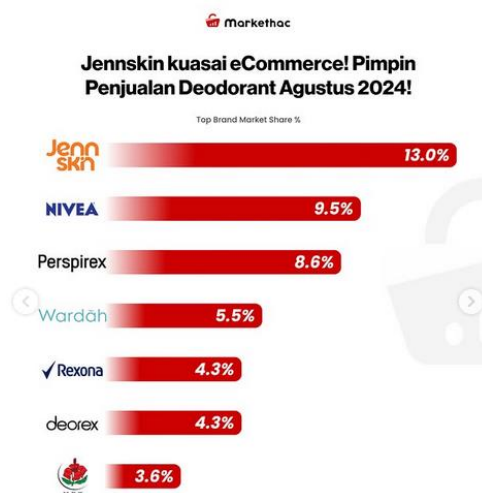 Markethac
Jennskin kuasai eCommerce! Pimpin
Penjualan Deodorant Agustus 2024!
Top Brand Market Share %
Jenn
skin
13.0%
NIVEA
9.5%
Perspirex
8.6%
Wardah
5.5%
Rexona
4.3%
deorex
4.3%
3.6%